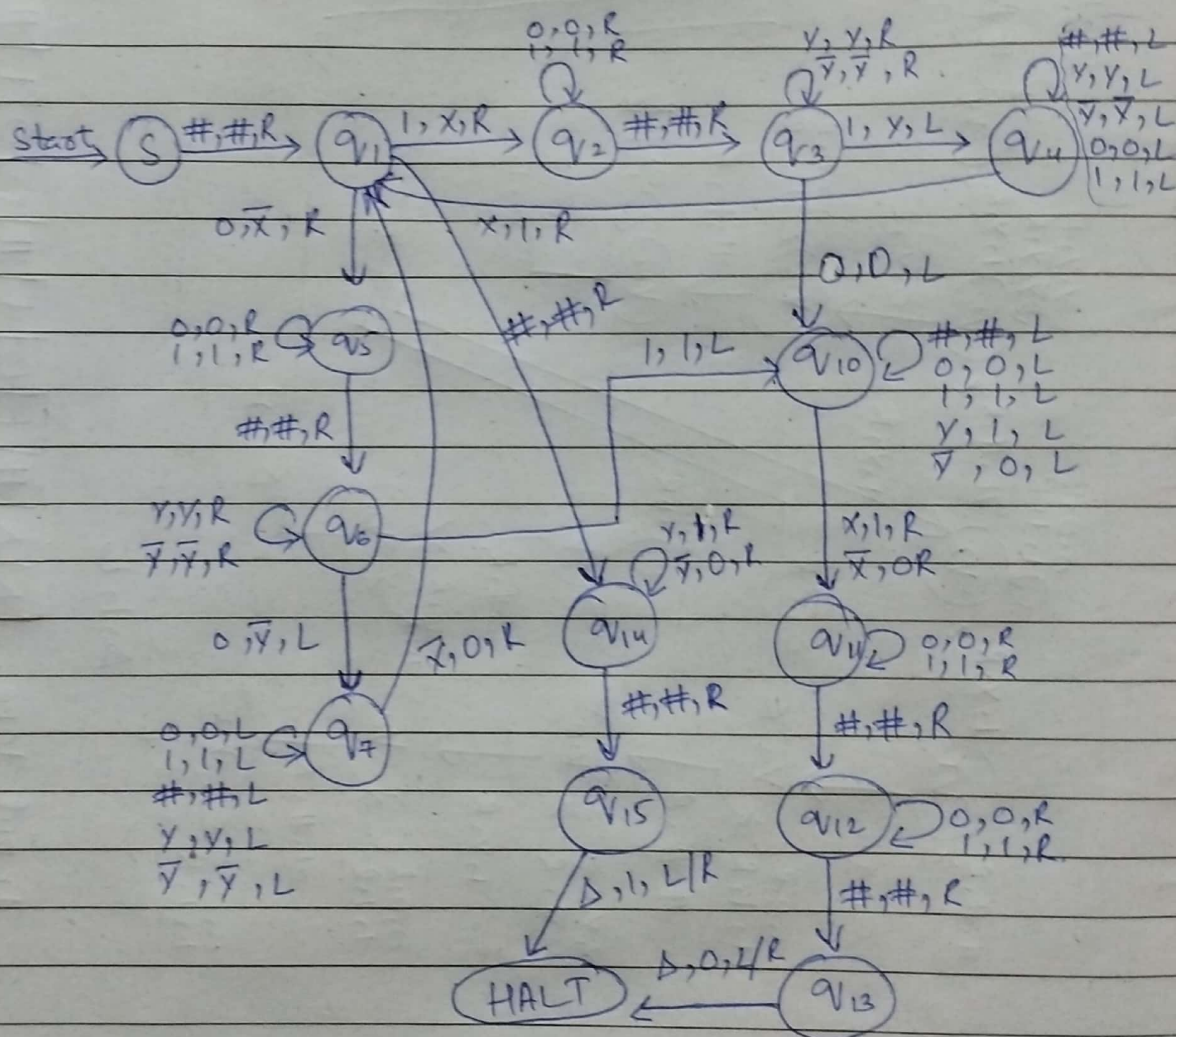 0, 0, R
1, 1, R
Y, Y, R
Y̅, Y̅, R
#, #, L
Y, Y, L
Y̅, Y̅, L
0, 0, L
1, 1, L
Start
S
#, #, R
q1
1, X, R
q2
#, #, R
q3
1, Y, L
q4
0, X̅, R
X, 1, R
#, #, R
0, 0, L
0, 0, R
1, 1, R
q5
1, 1, L
q10
#, #, L
0, 0, L
1, 1, L
Y, 1, L
Y̅, 0, L
#, #, R
Y, Y, R
Y̅, Y̅, R
q6
Y, 1, R
Y̅, 0, R
X, 1, R
X̅, 0R
0, Y̅, L
X̅, 0, R
q14
q11
0, 0, R
1, 1, R
0, 0, L
1, 1, L
#, #, L
Y, Y, L
Y̅, Y̅, L
q7
#, #, R
#, #, R
q15
q12
0, 0, R
1, 1, R
Δ, 1, L/R
#, #, R
HALT
Δ, 0, L/R
q13